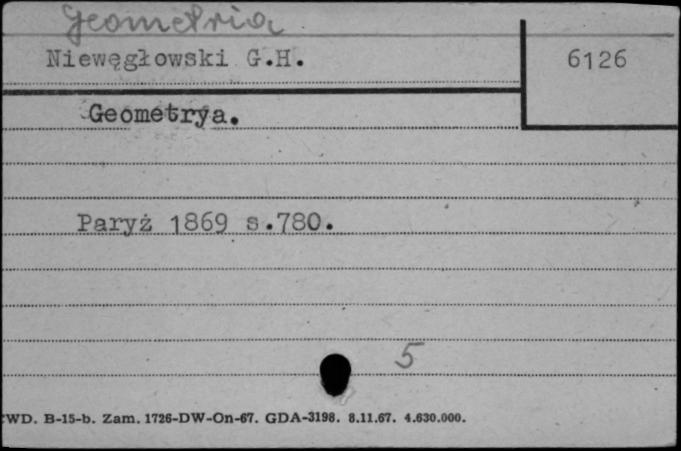 Geometria
Niewęgłowski G.H.
6126
Geometrya.
Paryż 1869 s.780.
5
WD. B-15-b. Zam. 1726-DW-On-67. GDA-3198. 8.11.67. 4.630.000.